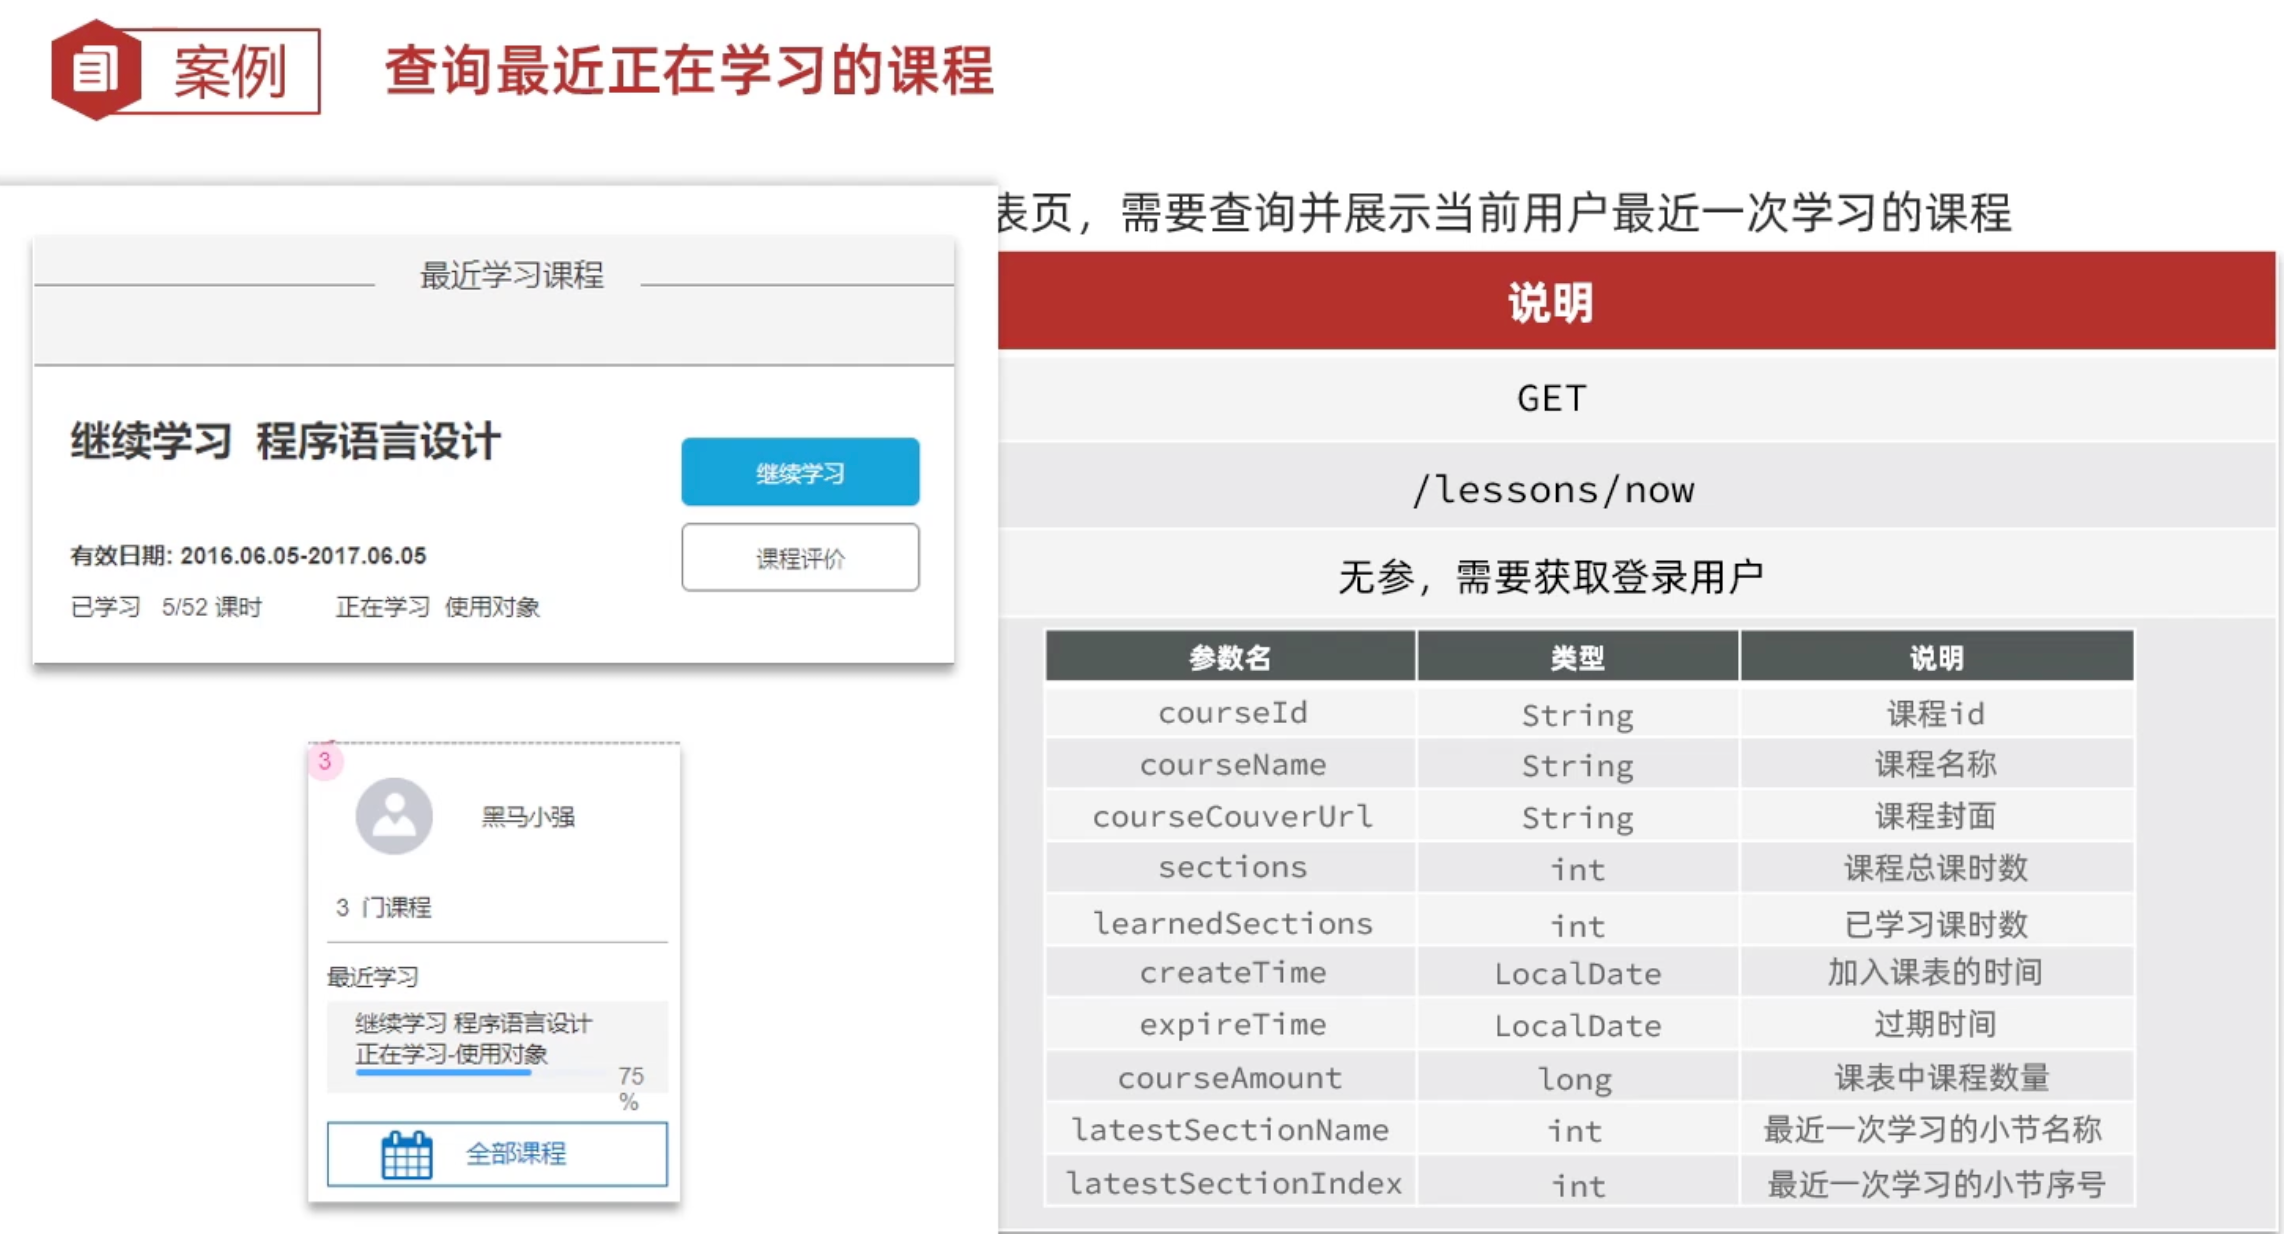 案例
查询最近正在学习的课程
表页，需要查询并展示当前用户最近一次学习的课程
最近学习课程
继续学习 程序语言设计
继续学习
有效日期: 2016.06.05-2017.06.05
课程评价
已学习 5/52 课时 正在学习 使用对象
3
黑马小强
3 门课程
最近学习
继续学习 程序语言设计
正在学习-使用对象
75
%
全部课程
说明
GET
/lessons/now
无参，需要获取登录用户
参数名 类型 说明
courseId String 课程id
courseName String 课程名称
courseCouverUrl String 课程封面
sections int 课程总课时数
learnedSections int 已学习课时数
createTime LocalDate 加入课表的时间
expireTime LocalDate 过期时间
courseAmount long 课表中课程数量
latestSectionName int 最近一次学习的小节名称
latestSectionIndex int 最近一次学习的小节序号